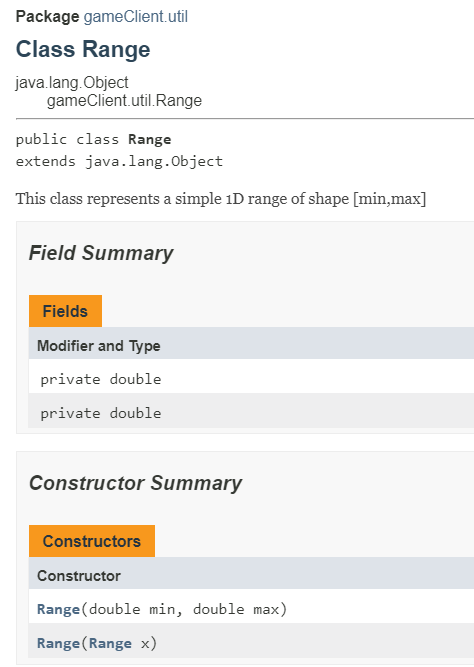 Package gameClient.util
Class Range
java.lang.Object
gameClient.util.Range
public class Range
extends java.lang.Object
This class represents a simple 1D range of shape [min,max]
Field Summary
Fields
Modifier and Type
private double
private double
Constructor Summary
Constructors
Constructor
Range(double min, double max)
Range(Range x)